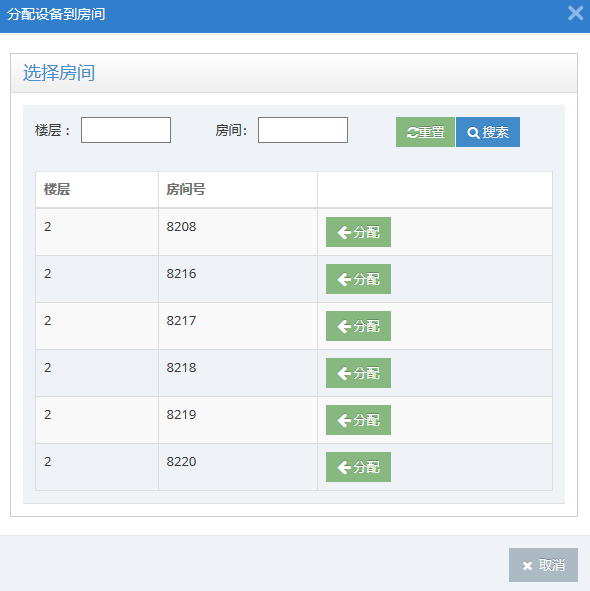 分配设备到房间
选择房间
楼层： 房间： 重置 搜索
楼层 房间号
2 8208 分配
2 8216 分配
2 8217 分配
2 8218 分配
2 8219 分配
2 8220 分配
取消